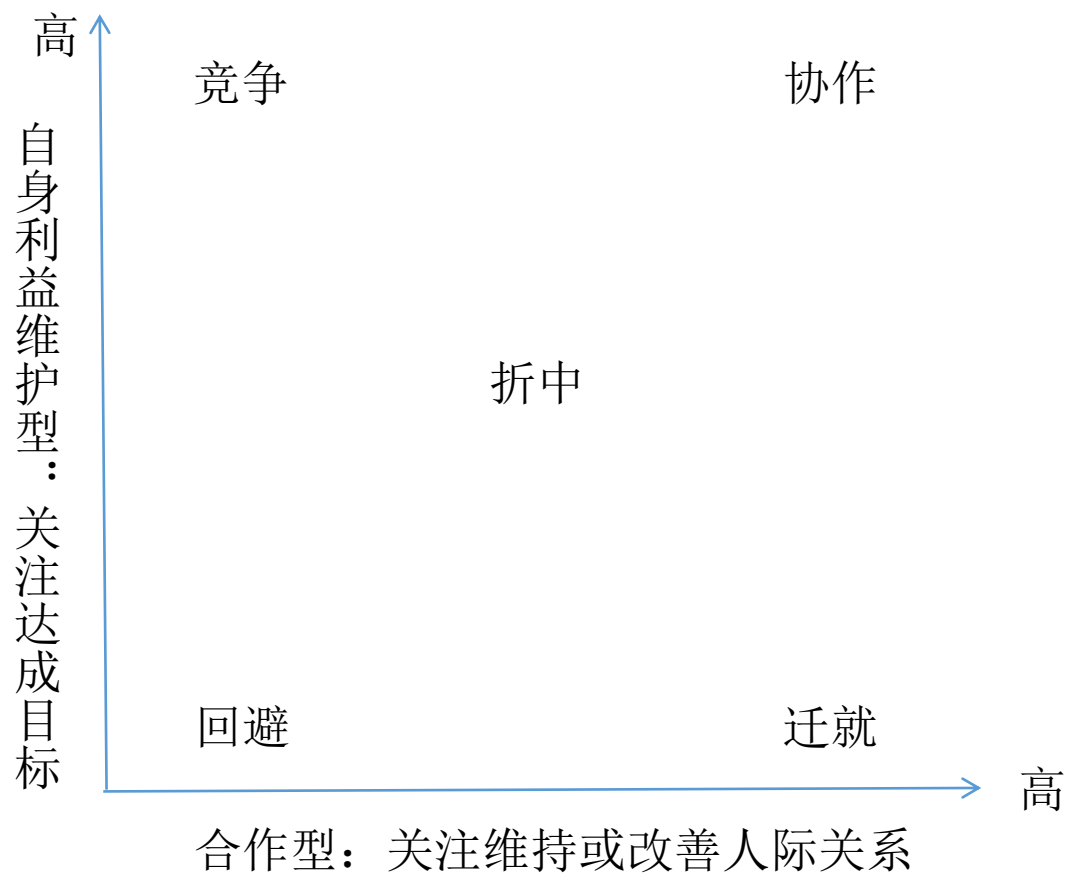 高
竞争
协作
自身利益维护型：关注达成目标
折中
回避
迁就
高
合作型：关注维持或改善人际关系